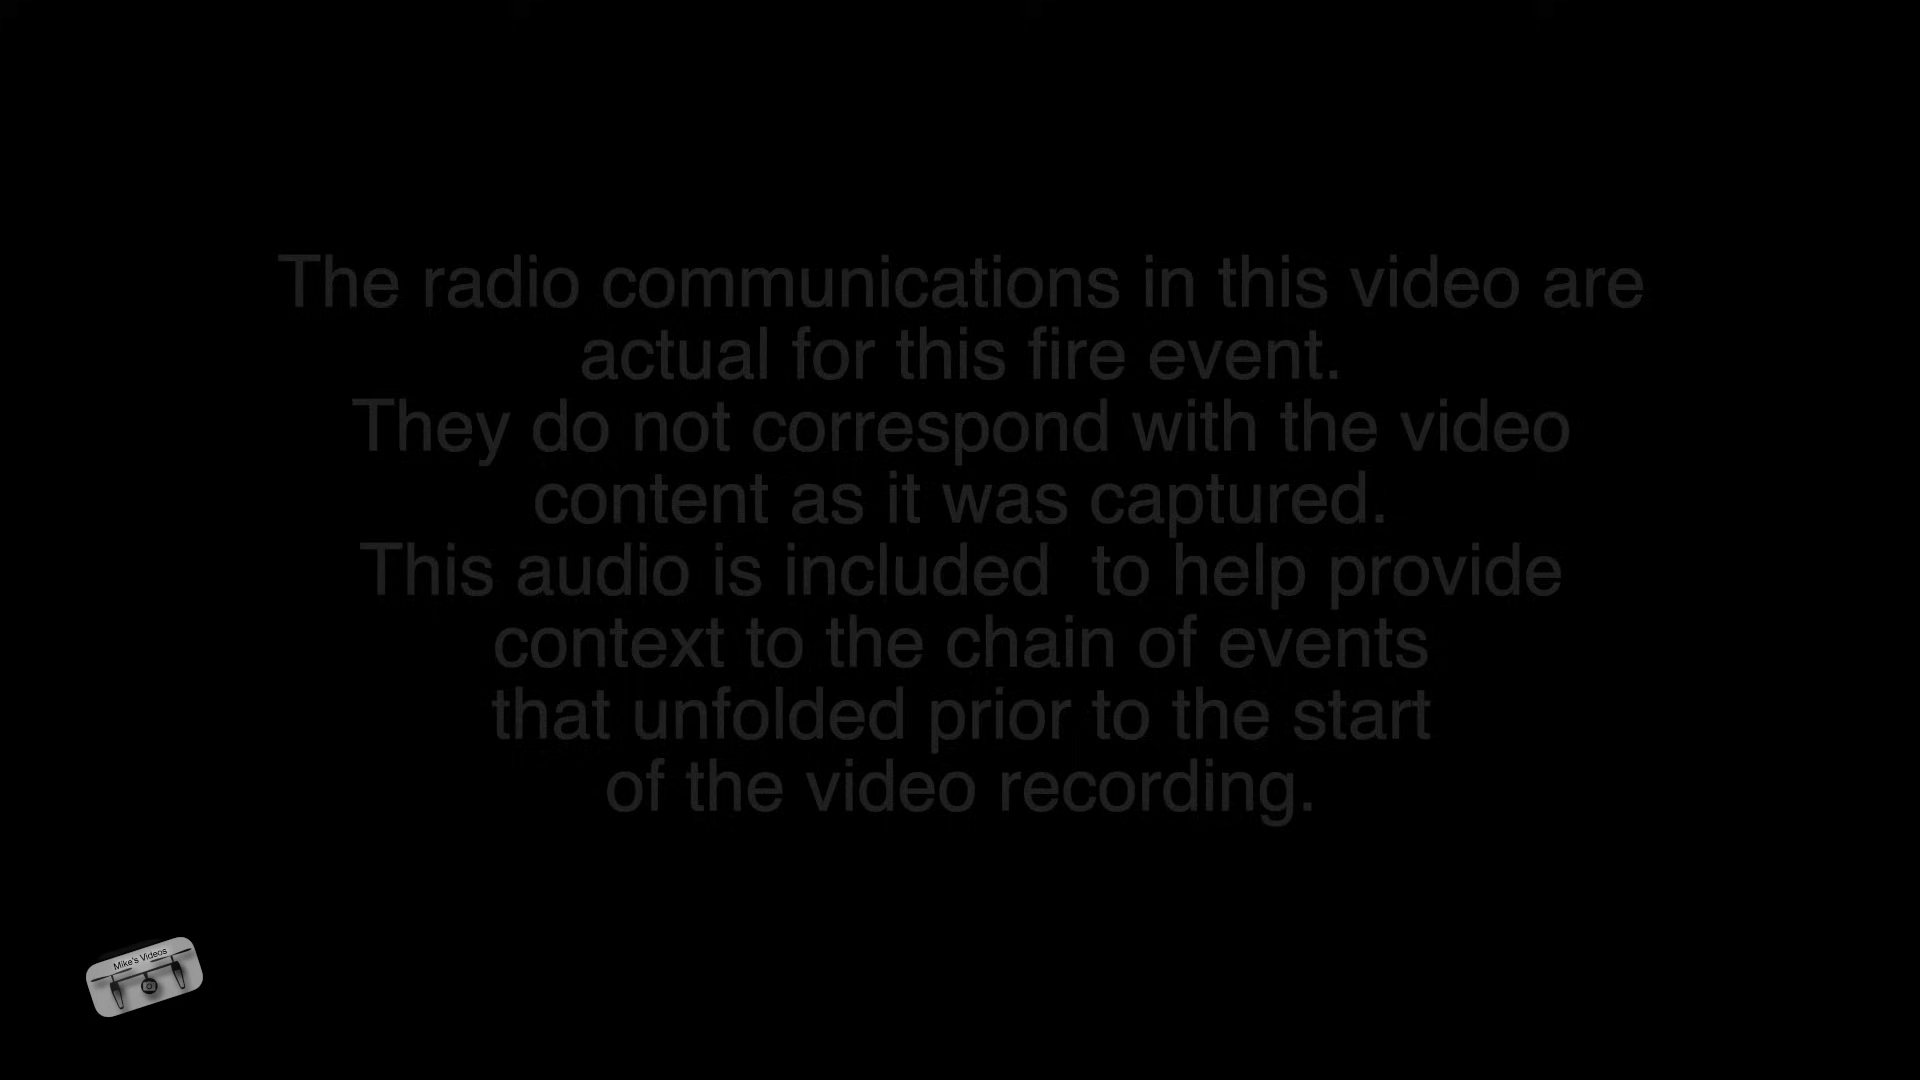 The radio communications in this video are
actual for this fire event.
They do not correspond with the video
content as it was captured.
This audio is included  to help provide
context to the chain of events
that unfolded prior to the start
of the video recording.
Mike's Videos